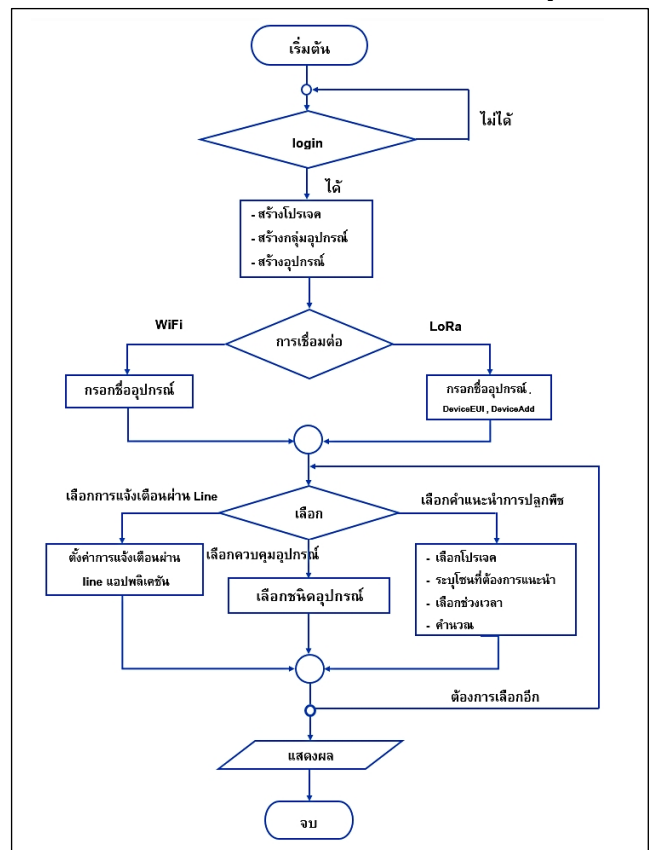 เริ่มต้น
login
ไม่ได้
ได้
- สร้างโปรเจค
- สร้างกลุ่มอุปกรณ์
- สร้างอุปกรณ์
WiFi
การเชื่อมต่อ
LoRa
กรอกชื่ออุปกรณ์
กรอกชื่ออุปกรณ์ .
DeviceEUI , DeviceAdd
เลือกการแจ้งเตือนผ่าน Line
เลือก
เลือกคำแนะนำการปลูกพืช
เลือกควบคุมอุปกรณ์
ตั้งค่าการแจ้งเตือนผ่าน
line แอปพลิเคชัน
เลือกชนิดอุปกรณ์
- เลือกโปรเจค
- ระบุโซนที่ต้องการแนะนำ
- เลือกช่วงเวลา
- คำนวณ
ต้องการเลือกอีก
แสดงผล
จบ